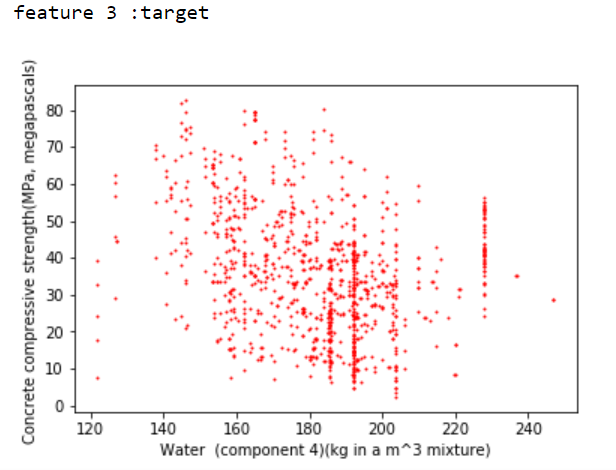 feature 3 :target
Concrete compressive strength(MPa, megapascals)
80
70
60
50
40
30
20
10
0
120 140 160 180 200 220 240
Water  (component 4)(kg in a m^3 mixture)